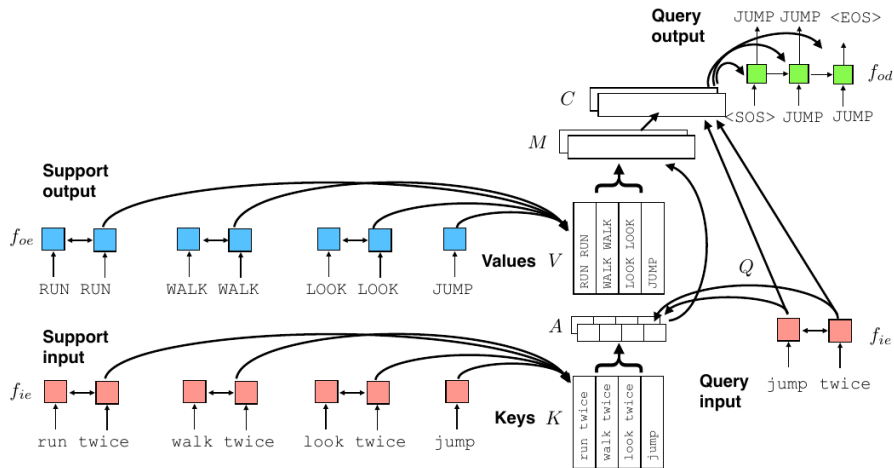 Query output
JUMP JUMP <EOS>
f_od
C
<SOS> JUMP JUMP
M
Support output
f_oe
RUN RUN WALK WALK LOOK LOOK JUMP
Values V
RUN RUN
WALK WALK
LOOK LOOK
JUMP
Q
A
Support input
f_ie
run twice walk twice look twice jump
Keys K
run twice
walk twice
look twice
jump
f_ie
Query input
jump twice